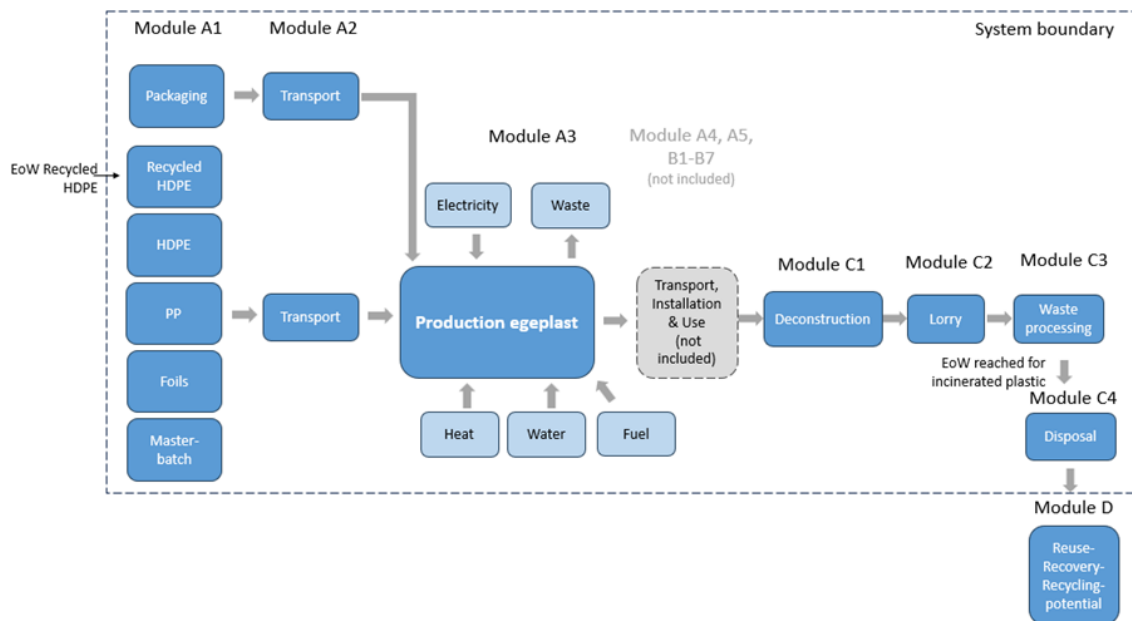 Module A1
Module A2
System boundary
Packaging
Transport
Module A3
Module A4, A5,
B1-B7
(not included)
EoW Recycled
HDPE
Recycled
HDPE
Electricity
Waste
HDPE
Module C1
Module C2
Module C3
PP
Transport
Production egeplast
Transport,
Installation
& Use
(not
included)
Deconstruction
Lorry
Waste
processing
EoW reached for
incinerated plastic
Foils
Module C4
Heat
Water
Fuel
Master-
batch
Disposal
Module D
Reuse-
Recovery-
Recycling-
potential